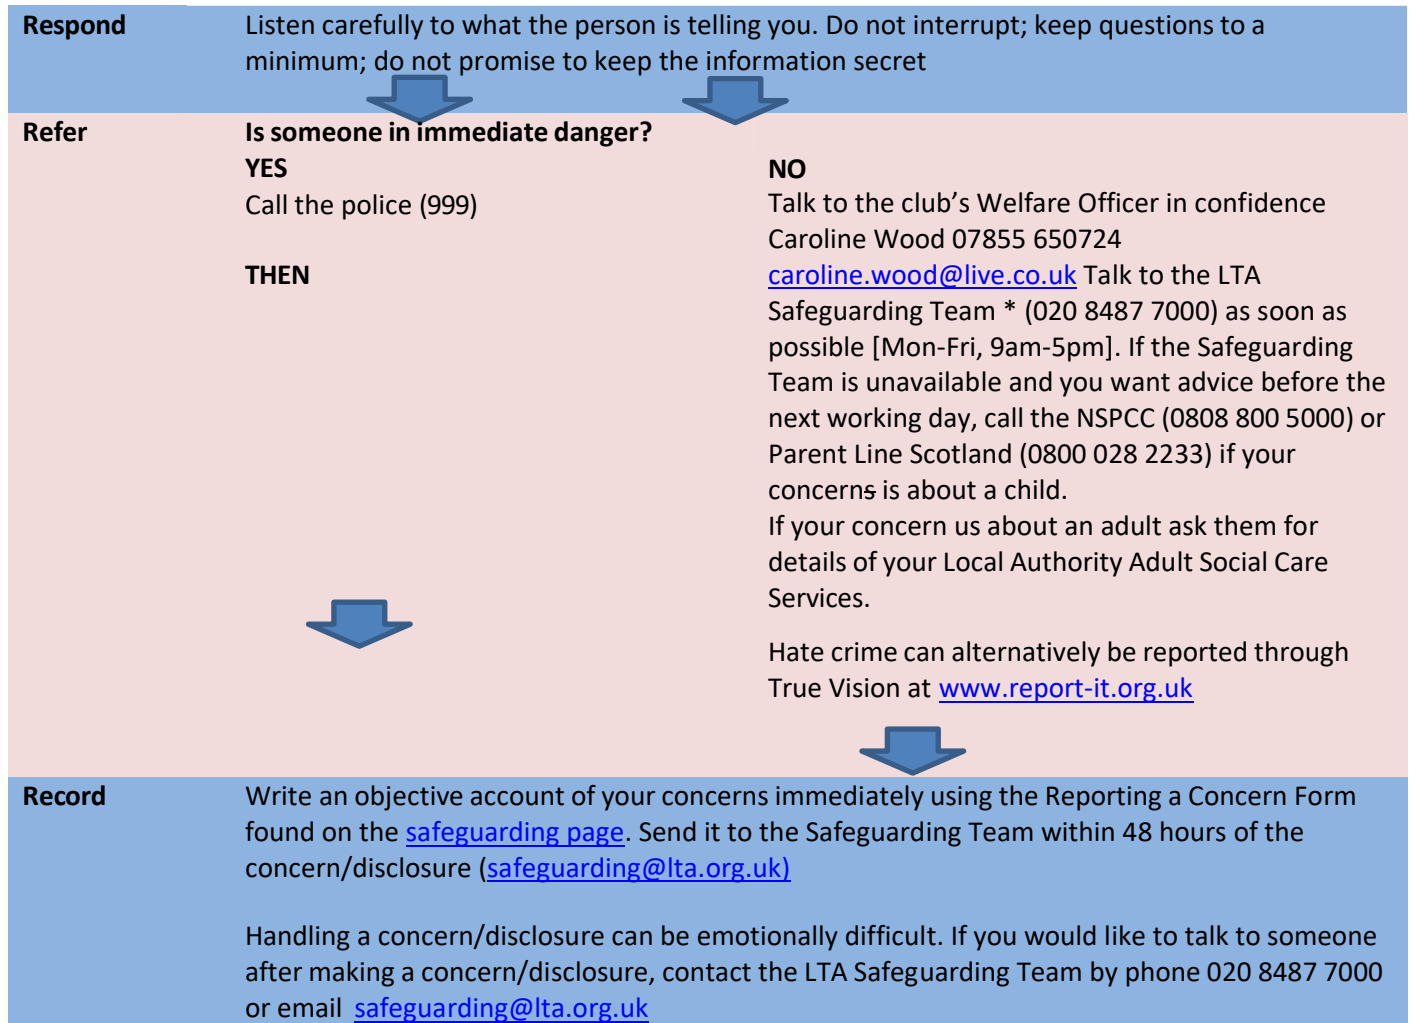 Respond
Listen carefully to what the person is telling you. Do not interrupt; keep questions to a
minimum; do not promise to keep the information secret
Refer
Is someone in immediate danger?
YES
Call the police (999)
THEN
NO
Talk to the club’s Welfare Officer in confidence
Caroline Wood 07855 650724
caroline.wood@live.co.uk Talk to the LTA
Safeguarding Team * (020 8487 7000) as soon as
possible [Mon-Fri, 9am-5pm]. If the Safeguarding
Team is unavailable and you want advice before the
next working day, call the NSPCC (0808 800 5000) or
Parent Line Scotland (0800 028 2233) if your
concerns is about a child.
If your concern us about an adult ask them for
details of your Local Authority Adult Social Care
Services.
Hate crime can alternatively be reported through
True Vision at www.report-it.org.uk
Record
Write an objective account of your concerns immediately using the Reporting a Concern Form
found on the safeguarding page. Send it to the Safeguarding Team within 48 hours of the
concern/disclosure (safeguarding@lta.org.uk)
Handling a concern/disclosure can be emotionally difficult. If you would like to talk to someone
after making a concern/disclosure, contact the LTA Safeguarding Team by phone 020 8487 7000
or email safeguarding@lta.org.uk